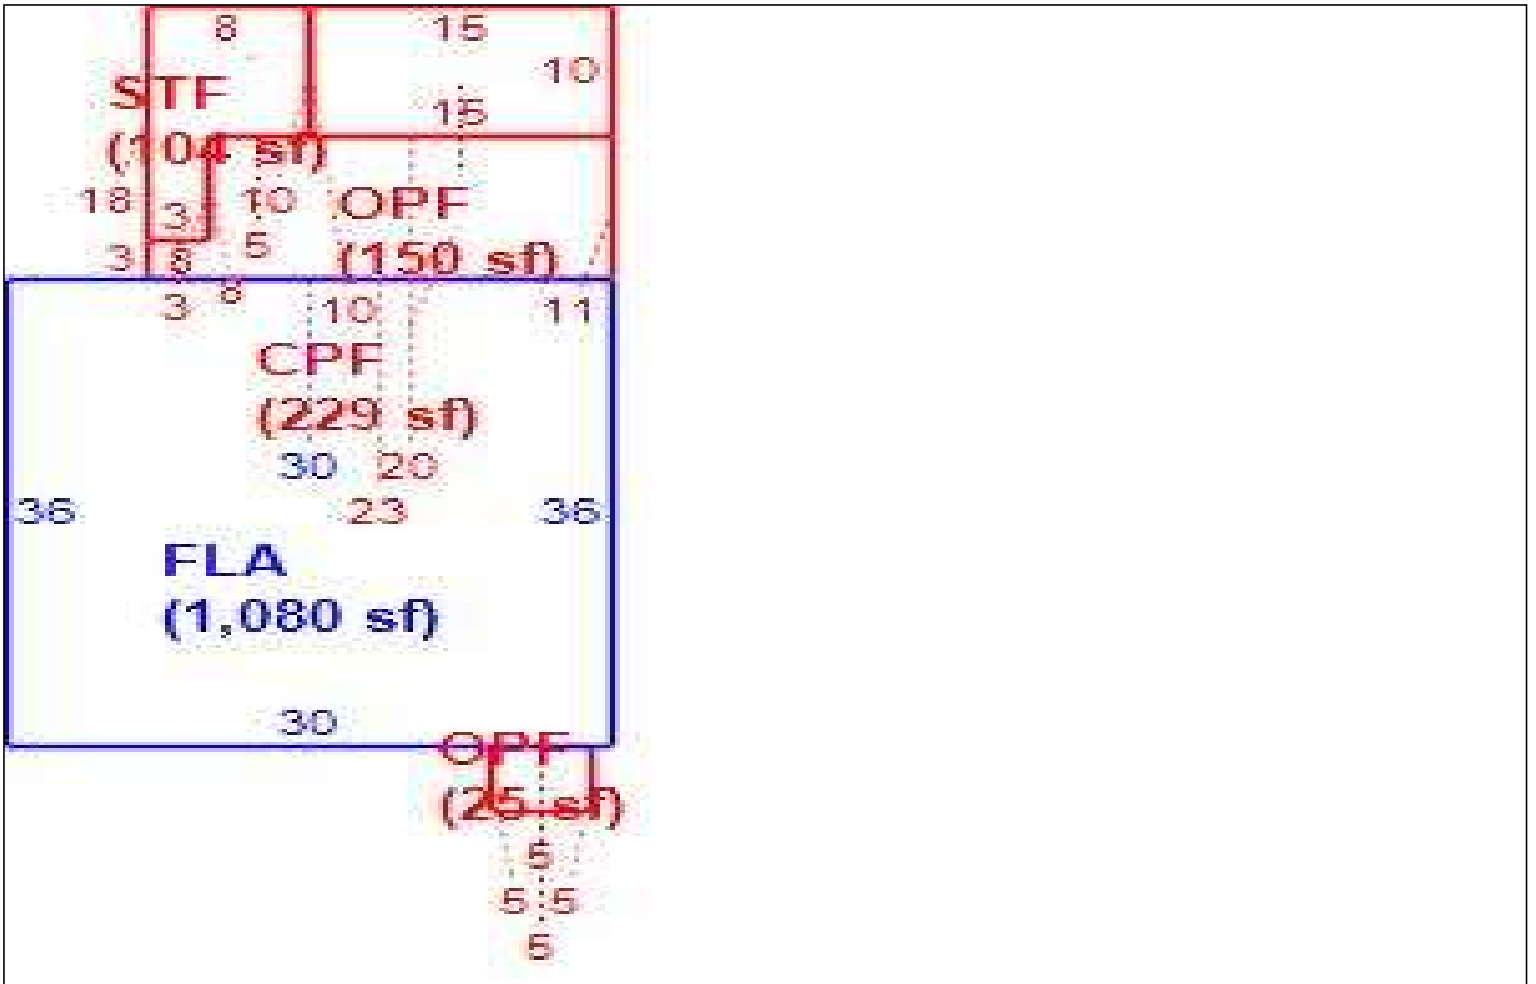 8 15
10
STF
15
(104 sf)
18 3 10 OPF
3 8 5 (150 sf)
3 8 10 11
CPF
(229 sf)
30 20
36 23 36
FLA
(1,080 sf)
30
OPF
(25 sf)
5
5 5
5